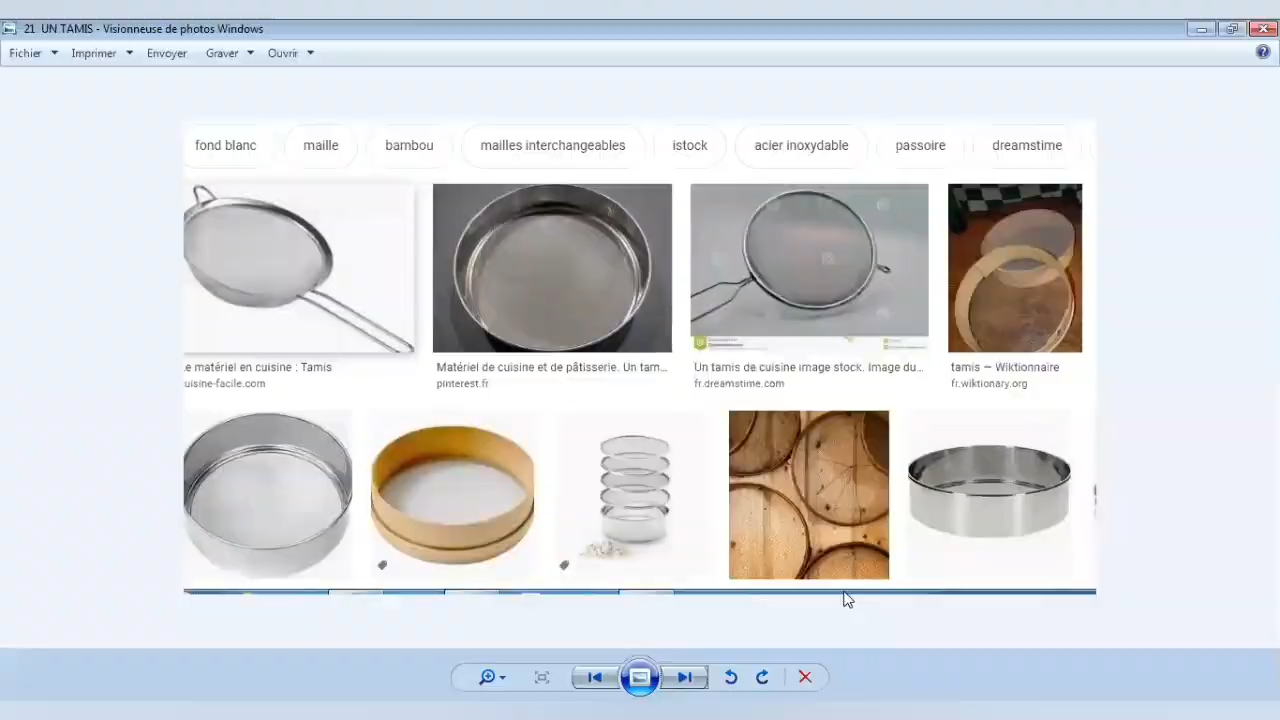 21 UN TAMIS - Visionneuse de photos Windows
Fichier Imprimer Envoyer Graver Ouvrir
fond blanc maille bambou mailles interchangeables istock acier inoxydable passoire dreamstime
e matériel en cuisine : Tamis
uisine-facile.com
Matériel de cuisine et de pâtisserie. Un tam...
pinterest.fr
Un tamis de cuisine image stock. Image du...
fr.dreamstime.com
tamis — Wiktionnaire
fr.wiktionary.org